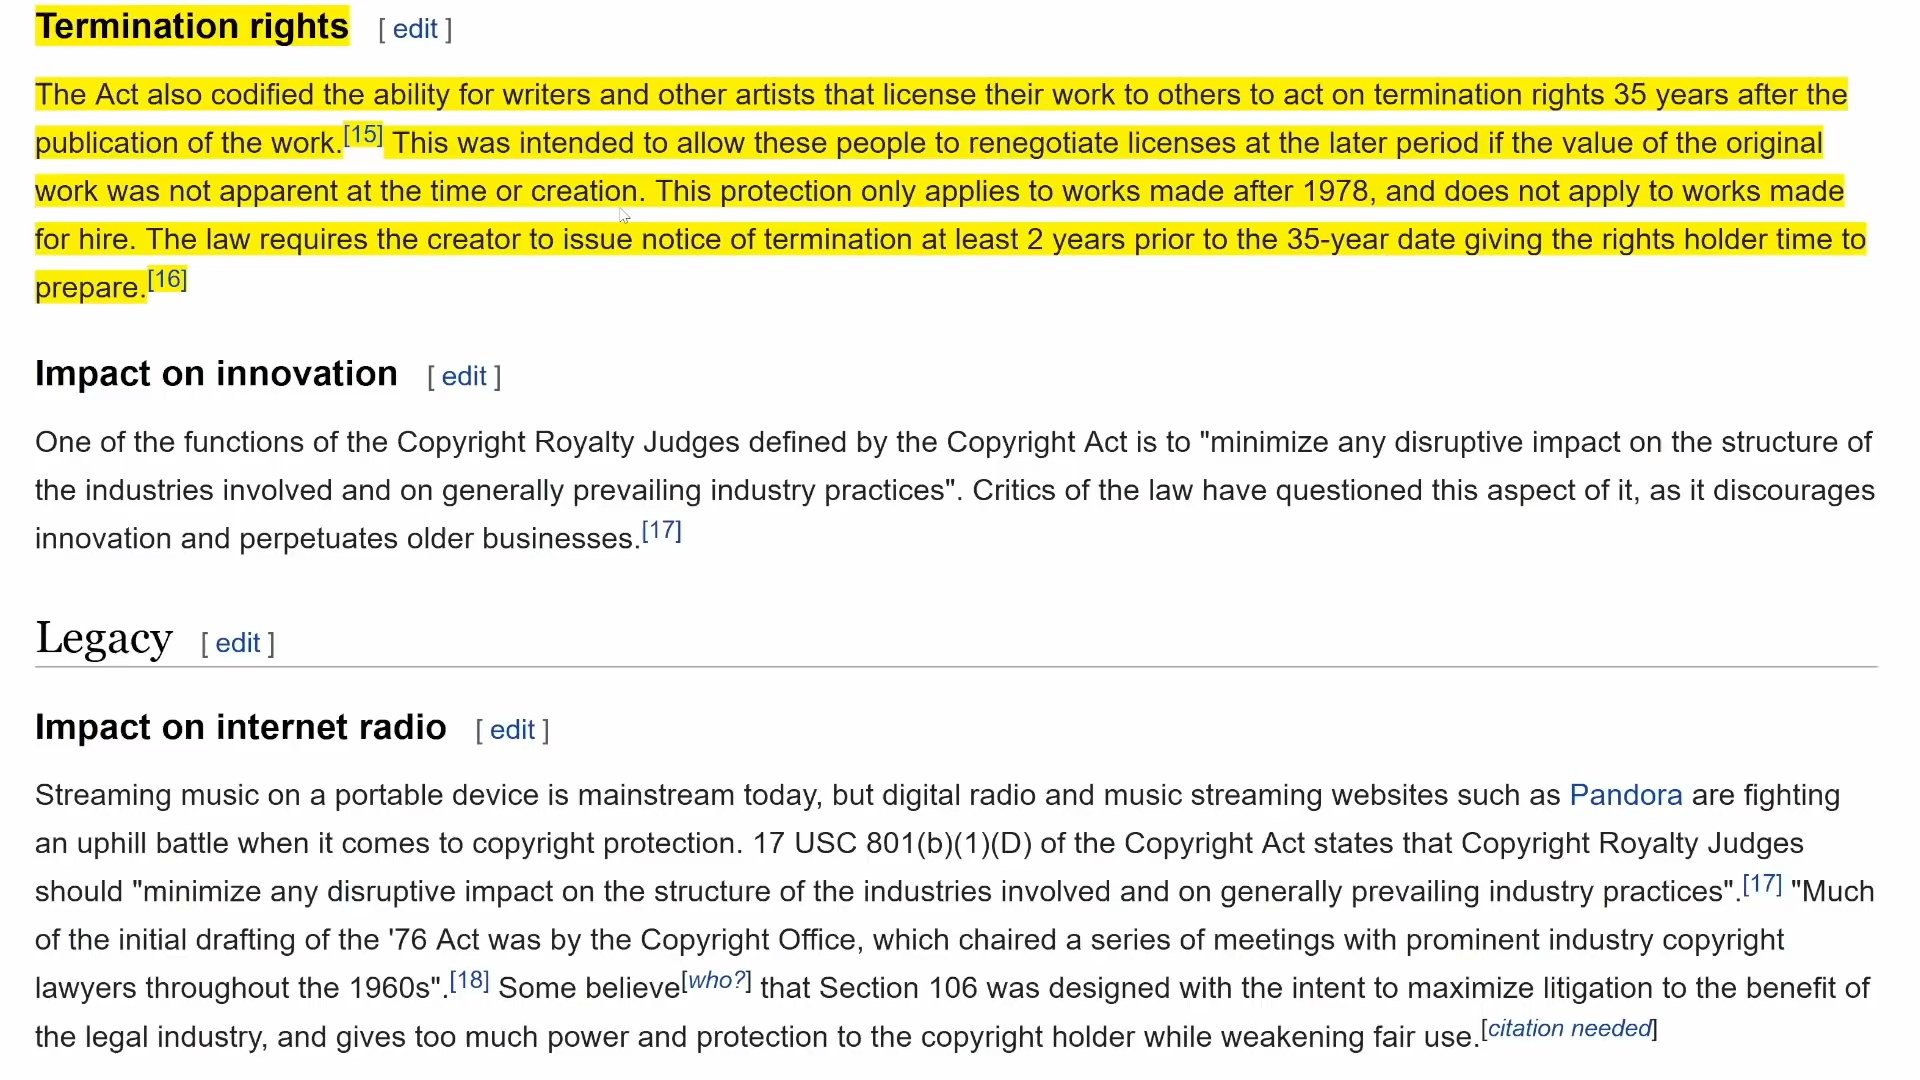 Termination rights [ edit ]
The Act also codified the ability for writers and other artists that license their work to others to act on termination rights 35 years after the
publication of the work.[15] This was intended to allow these people to renegotiate licenses at the later period if the value of the original
work was not apparent at the time or creation. This protection only applies to works made after 1978, and does not apply to works made
for hire. The law requires the creator to issue notice of termination at least 2 years prior to the 35-year date giving the rights holder time to
prepare.[16]
Impact on innovation [ edit ]
One of the functions of the Copyright Royalty Judges defined by the Copyright Act is to "minimize any disruptive impact on the structure of
the industries involved and on generally prevailing industry practices". Critics of the law have questioned this aspect of it, as it discourages
innovation and perpetuates older businesses.[17]
Legacy [ edit ]
Impact on internet radio [ edit ]
Streaming music on a portable device is mainstream today, but digital radio and music streaming websites such as Pandora are fighting
an uphill battle when it comes to copyright protection. 17 USC 801(b)(1)(D) of the Copyright Act states that Copyright Royalty Judges
should "minimize any disruptive impact on the structure of the industries involved and on generally prevailing industry practices".[17] "Much
of the initial drafting of the '76 Act was by the Copyright Office, which chaired a series of meetings with prominent industry copyright
lawyers throughout the 1960s".[18] Some believe[who?] that Section 106 was designed with the intent to maximize litigation to the benefit of
the legal industry, and gives too much power and protection to the copyright holder while weakening fair use.[citation needed]